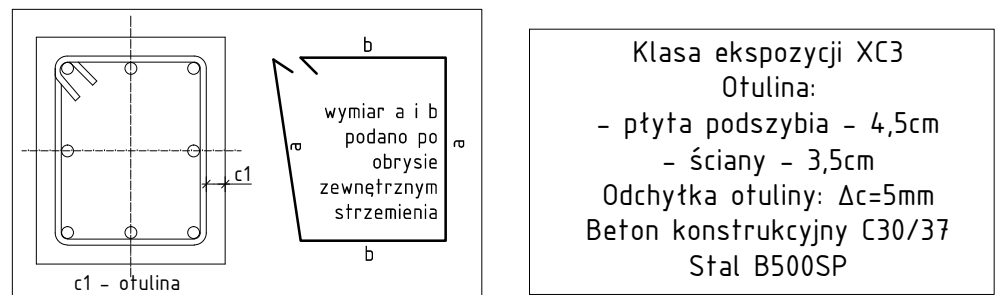 b
wymiar a i b
podano po
obrysie
zewnętrznym
strzemienia
a
a
b
c1
c1 - otulina
Klasa ekspozycji XC3
Otulina:
- płyta podszybia - 4,5cm
- ściany - 3,5cm
Odchyłka otuliny: Δc=5mm
Beton konstrukcyjny C30/37
Stal B500SP